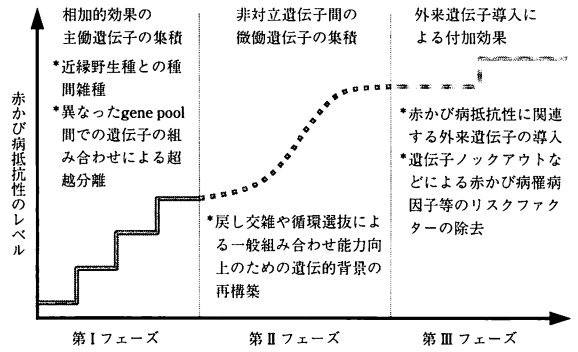 相加的効果の
主働遺伝子の集積
*近縁野生種との種
間雑種
*異なったgene pool
間での遺伝子の組
み合わせによる超
越分離
非対立遺伝子間の
微働遺伝子の集積
*戻し交雑や循環選抜によ
る一般組み合わせ能力向
上のための遺伝的背景の
再構築
外来遺伝子導入に
よる付加効果
*赤かび病抵抗性に関連
する外来遺伝子の導入
*遺伝子ノックアウトな
どによる赤かび病罹病
因子等のリスクファク
ターの除去
赤かび病抵抗性のレベル
第Ⅰフェーズ
第Ⅱフェーズ
第Ⅲフェーズ